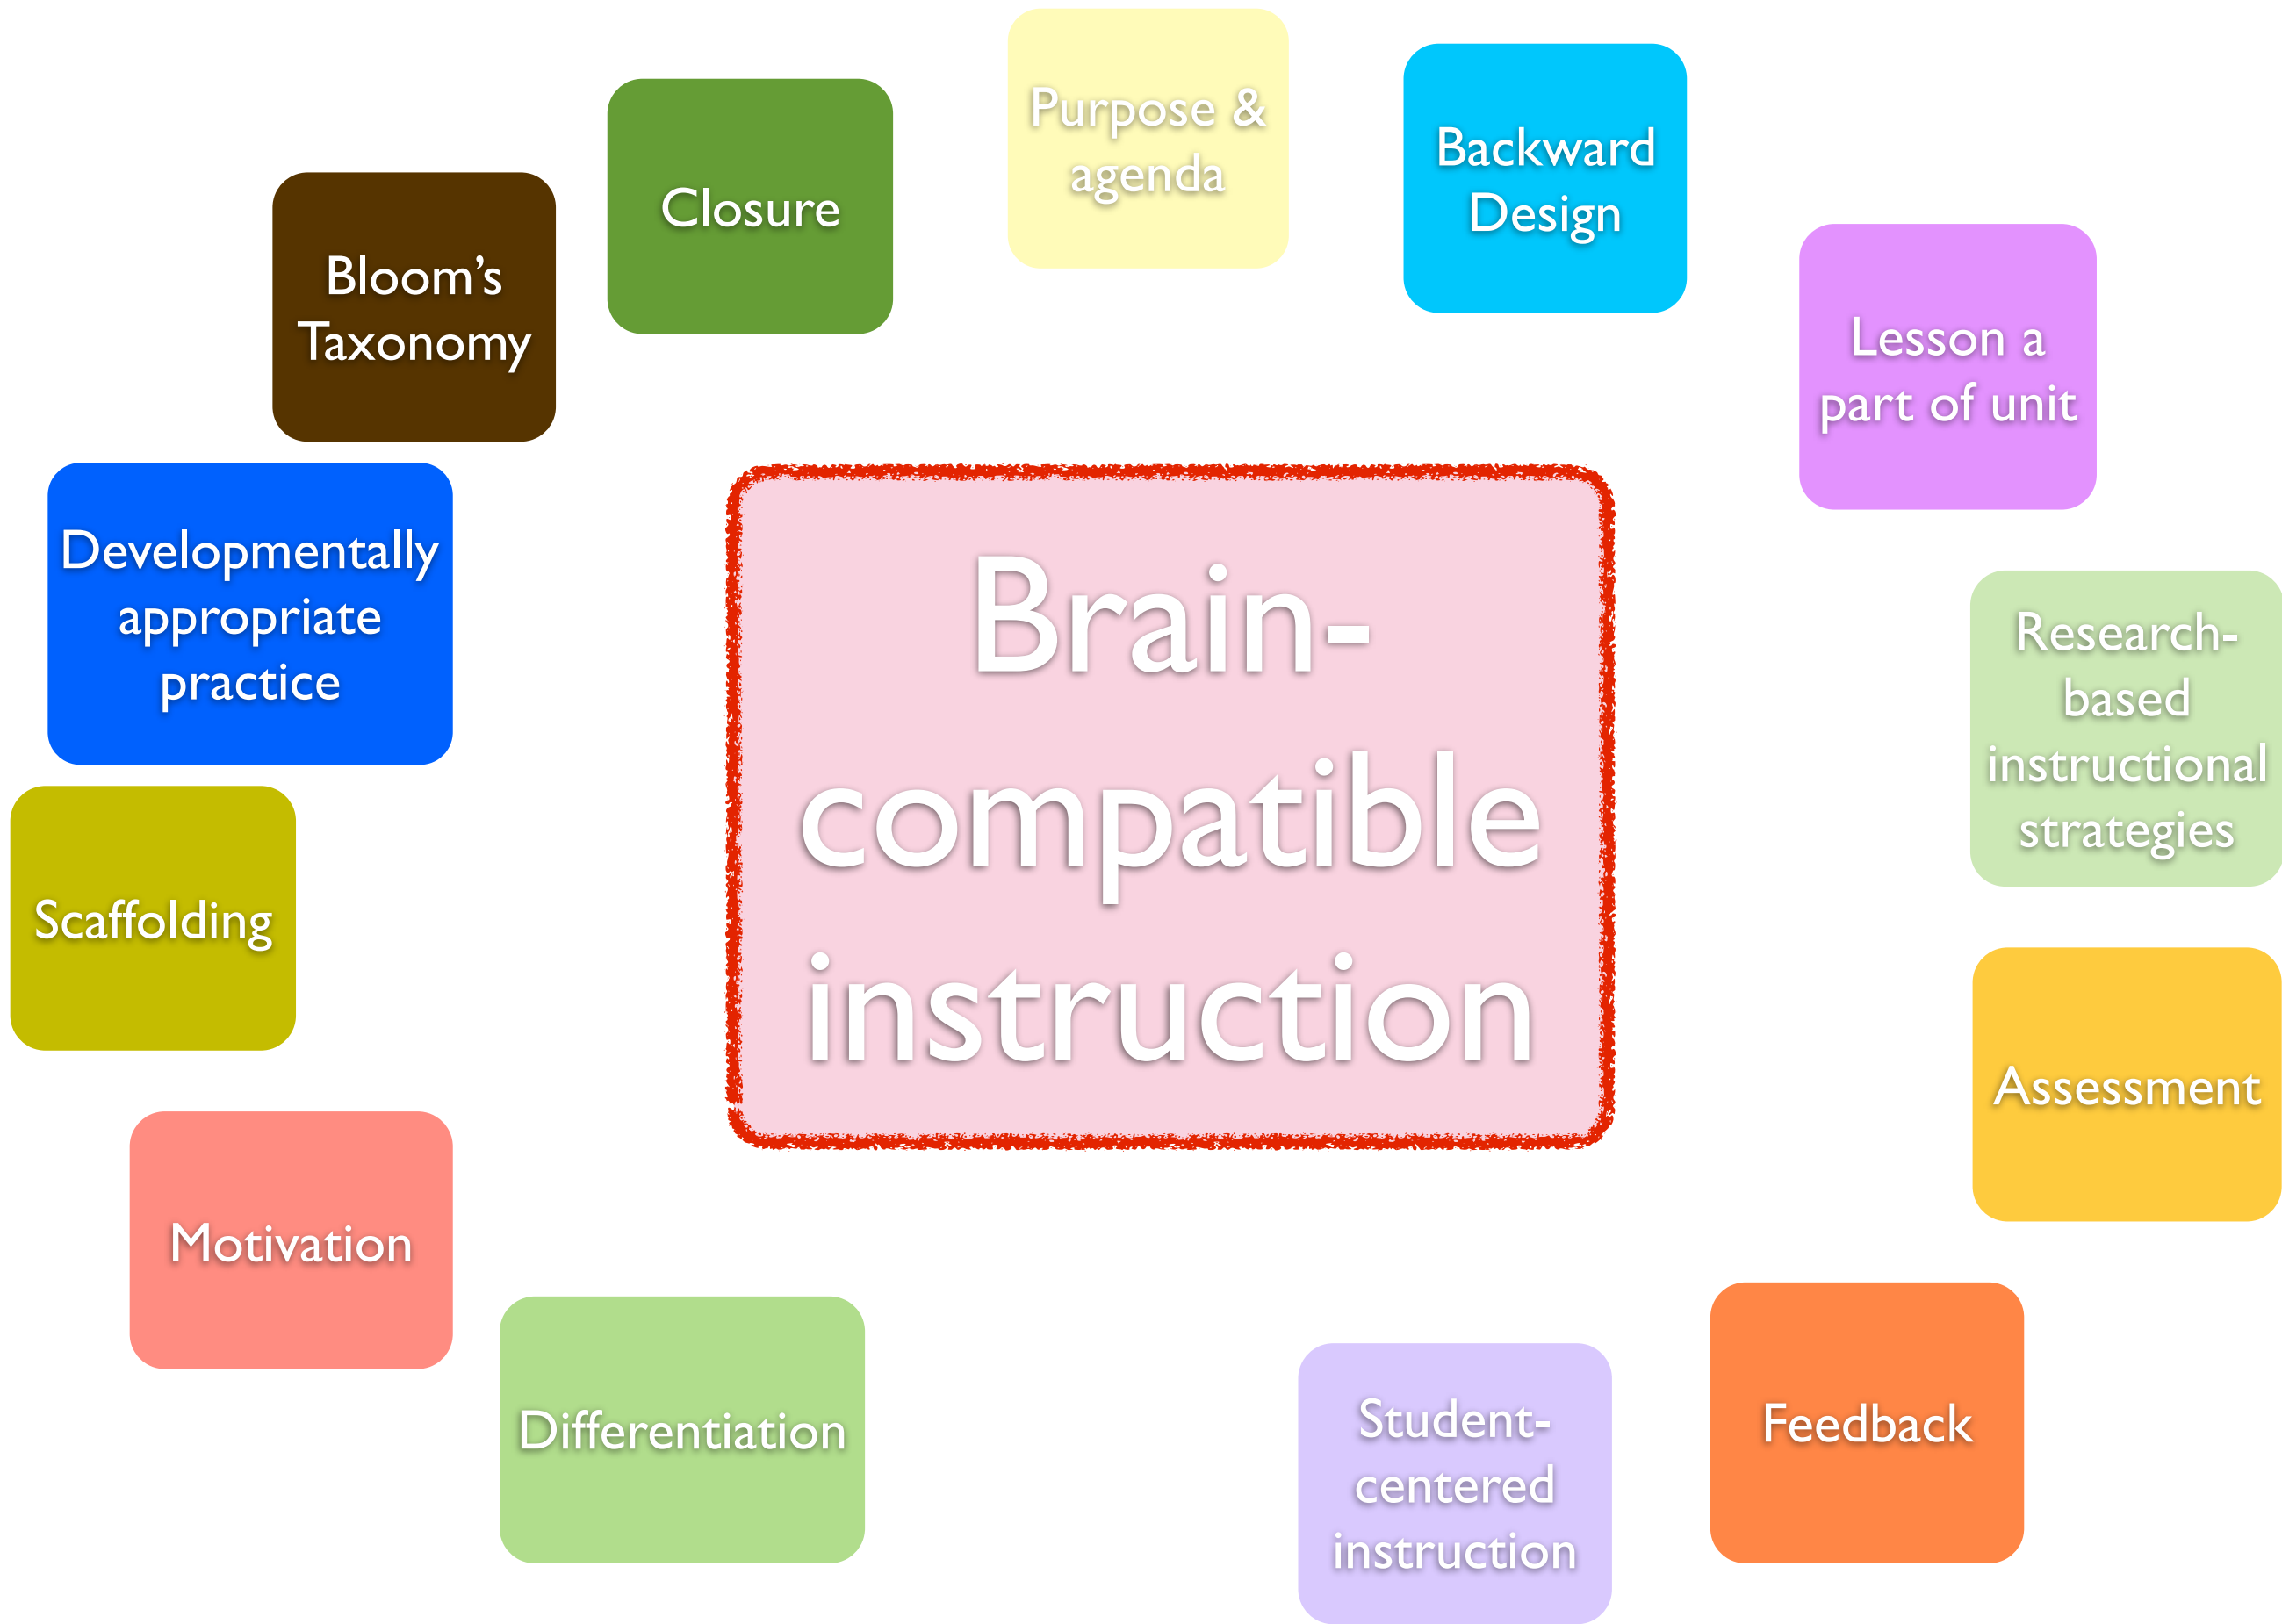 Purpose &
agenda
Backward
Design
Closure
Bloom’s
Taxonomy
Lesson a
part of unit
Developmentally
appropriate
practice
Brain-
compatible
instruction
Research-
based
instructional
strategies
Scaffolding
Assessment
Motivation
Differentiation
Student-
centered
instruction
Feedback